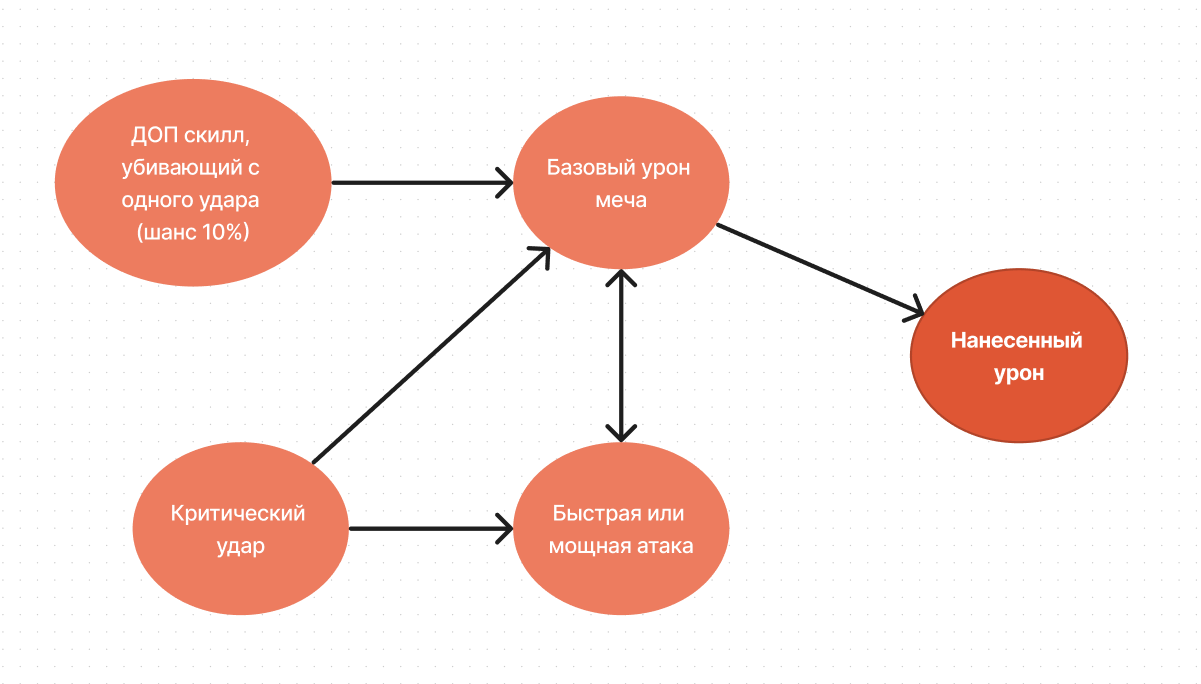 ДОП скилл,
убивающий с
одного удара
(шанс 10%)
Базовый урон
меча
Нанесенный
урон
Критический
удар
Быстрая или
мощная атака